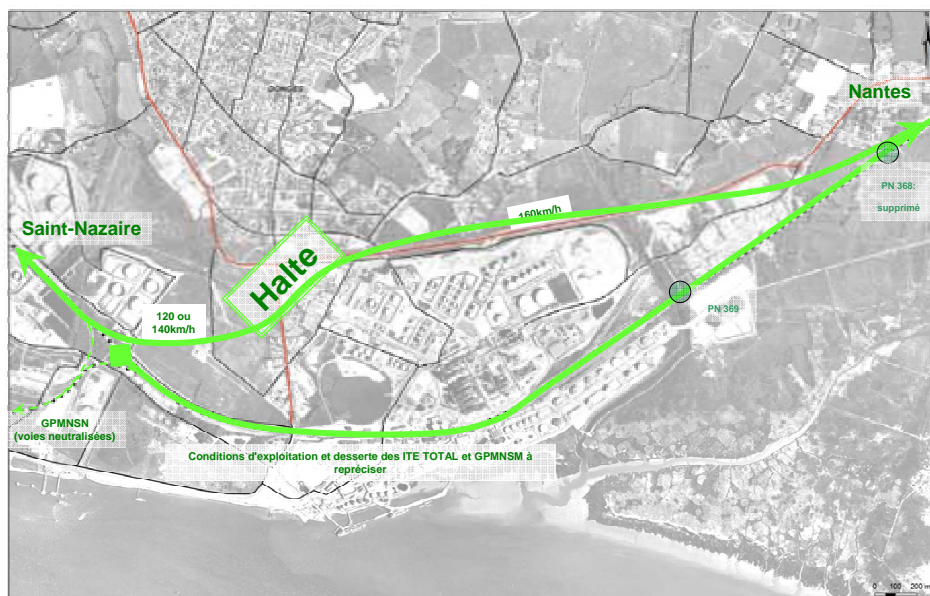 Nantes
DONGES
PN 368:
supprimé
160km/h
Saint-Nazaire
Halte
PN 369
120 ou
140km/h
GPMNSN
(voies neutralisées)
Conditions d'exploitation et desserte des ITE TOTAL et GPMNSM à
repréciser
0 100 200 m